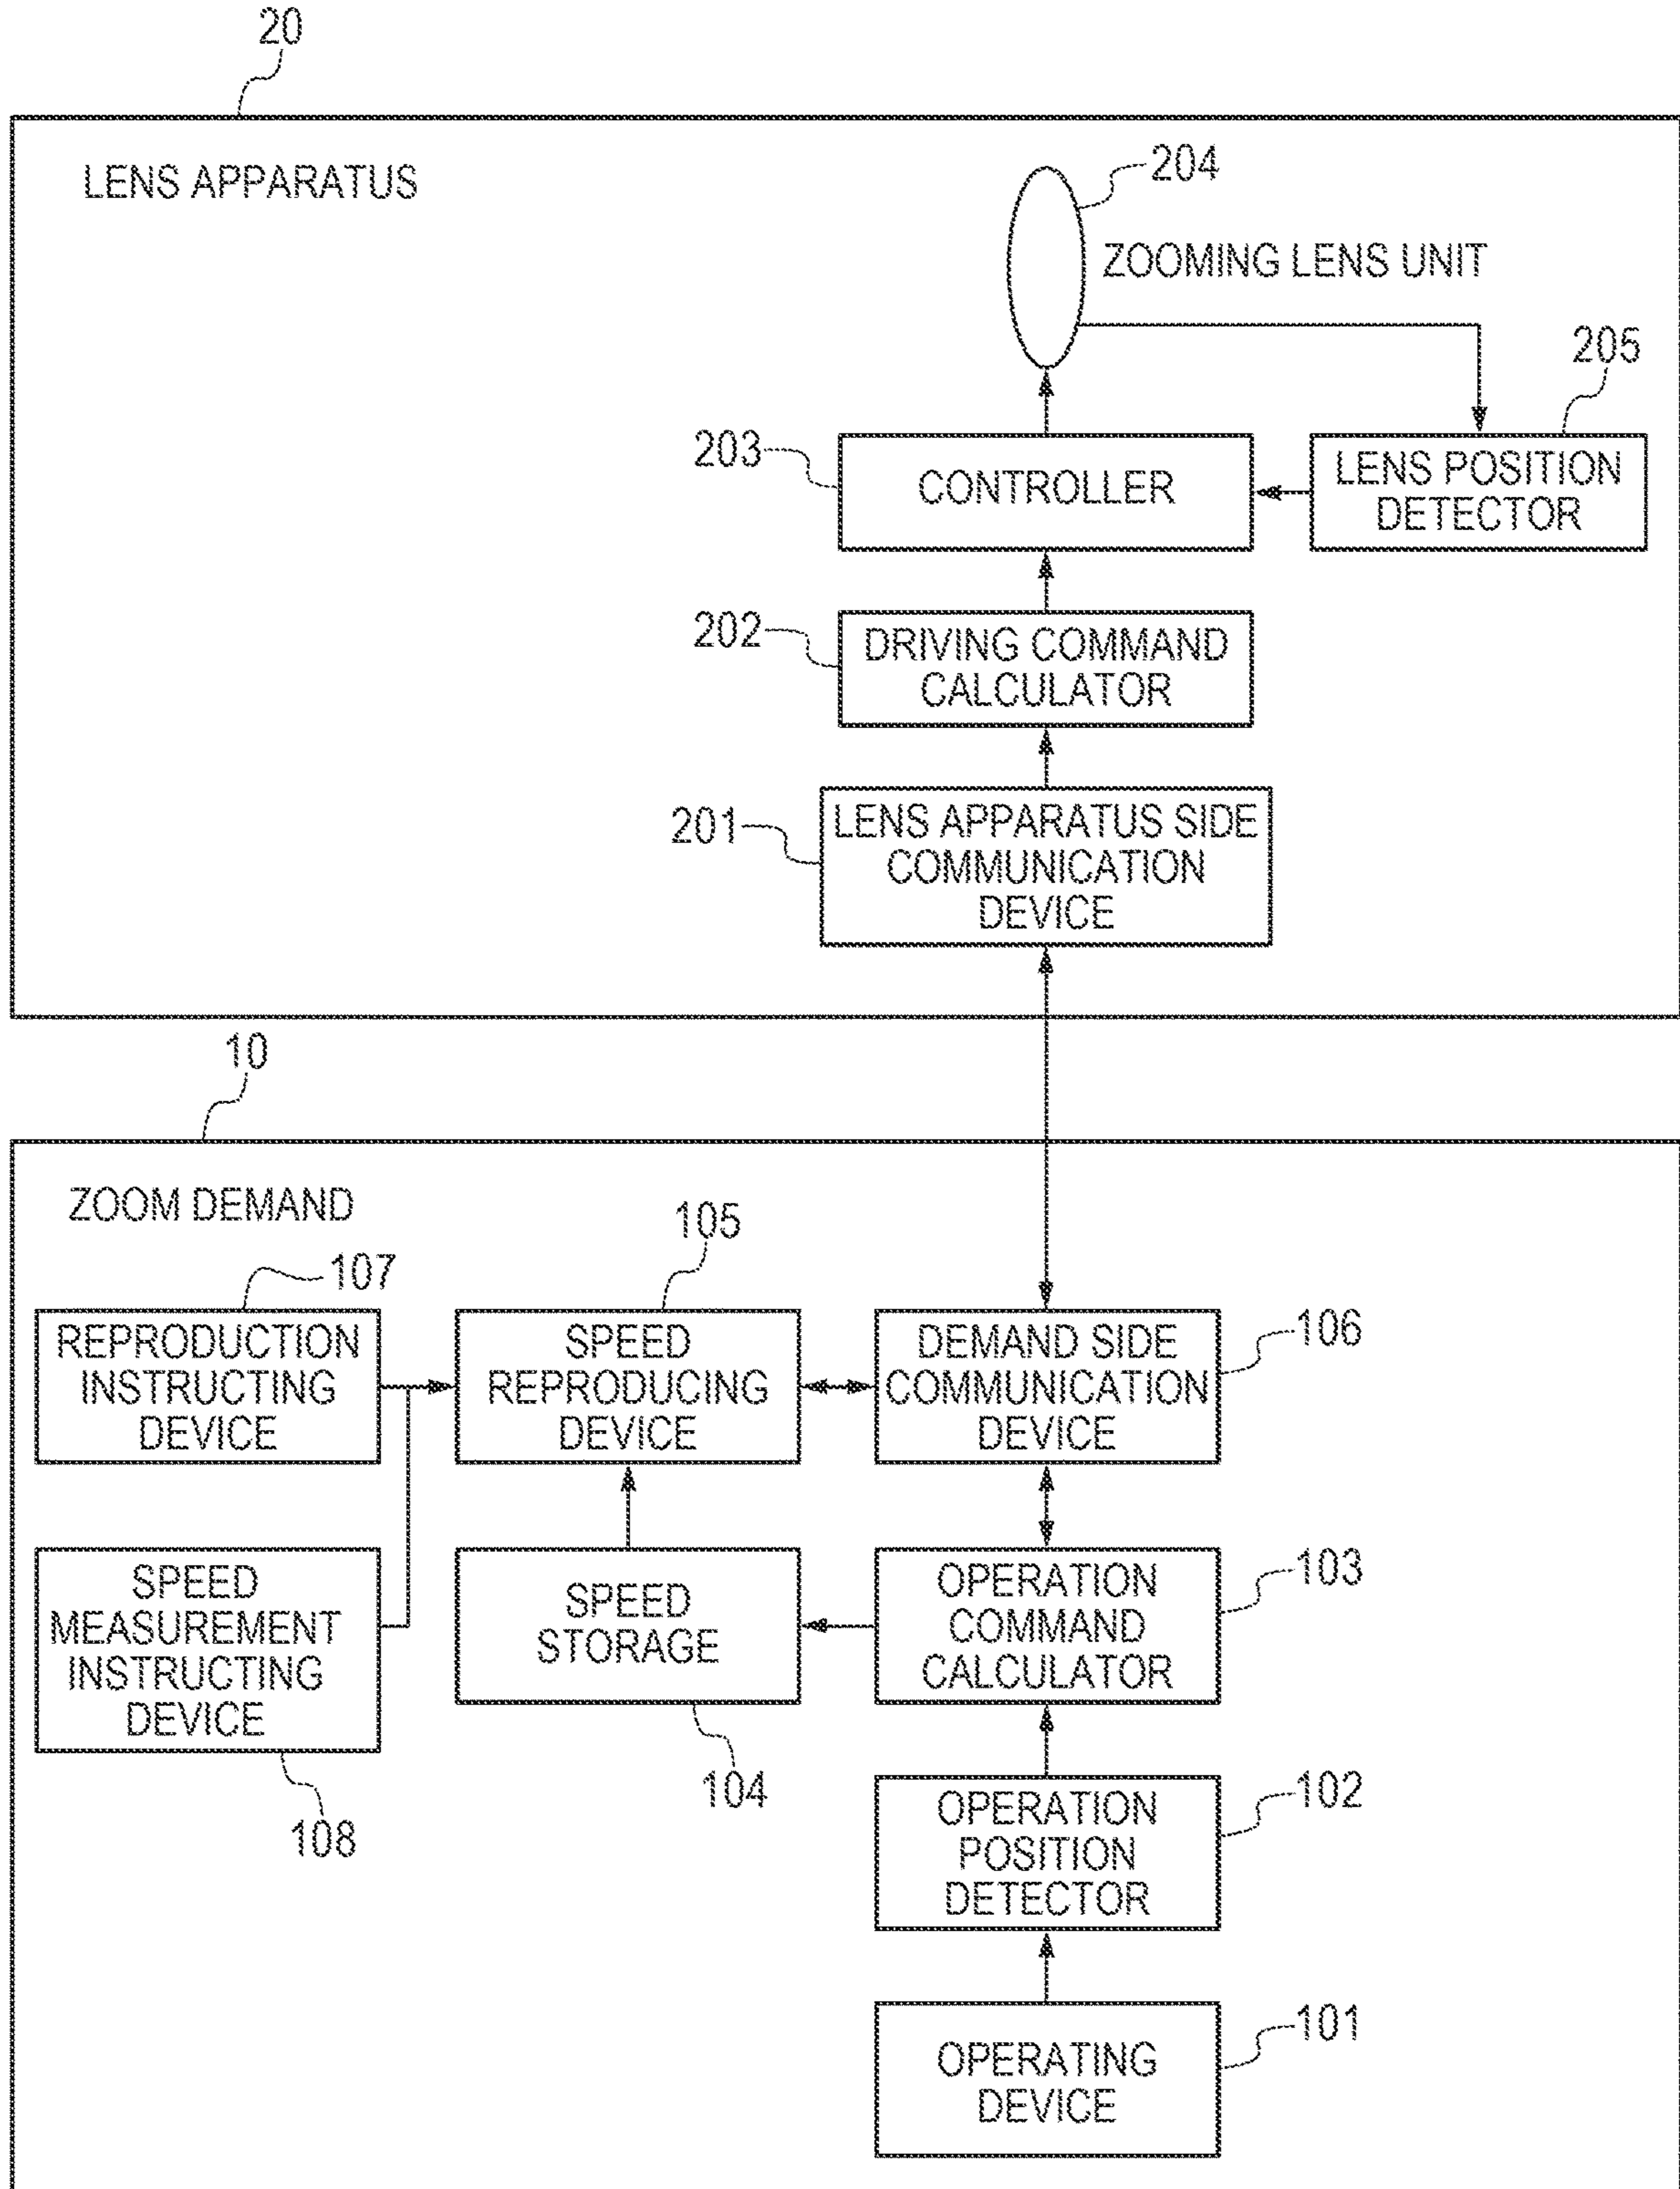 20
LENS APPARATUS
204
ZOOMING LENS UNIT
205
203
CONTROLLER
LENS POSITION
DETECTOR
202
DRIVING COMMAND
CALCULATOR
201
LENS APPARATUS SIDE
COMMUNICATION
DEVICE
10
ZOOM DEMAND
105
107
106
REPRODUCTION
INSTRUCTING
DEVICE
SPEED
REPRODUCING
DEVICE
DEMAND SIDE
COMMUNICATION
DEVICE
103
SPEED
MEASUREMENT
INSTRUCTING
DEVICE
SPEED
STORAGE
OPERATION
COMMAND
CALCULATOR
104
102
108
OPERATION
POSITION
DETECTOR
101
OPERATING
DEVICE